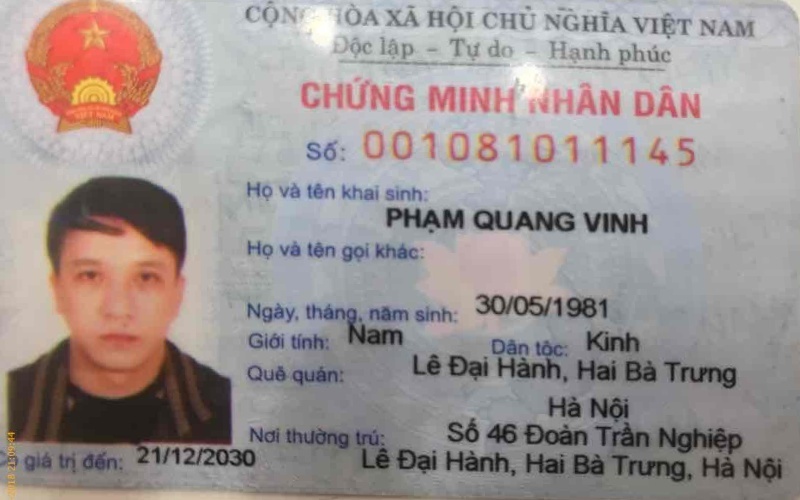 CỘNG HÒA XÃ HỘI CHỦ NGHĨA VIỆT NAM
Độc lập - Tự do - Hạnh phúc
CHỨNG MINH NHÂN DÂN
Số: 001081011145
Họ và tên khai sinh:
PHẠM QUANG VINH
Họ và tên gọi khác:
Ngày, tháng, năm sinh: 30/05/1981
Giới tính: Nam Dân tộc: Kinh
Quê quán: Lê Đại Hành, Hai Bà Trưng
Hà Nội
Nơi thường trú: Số 46 Đoàn Trần Nghiệp
Lê Đại Hành, Hai Bà Trưng, Hà Nội
giá trị đến: 21/12/2030
VIỆT NAM